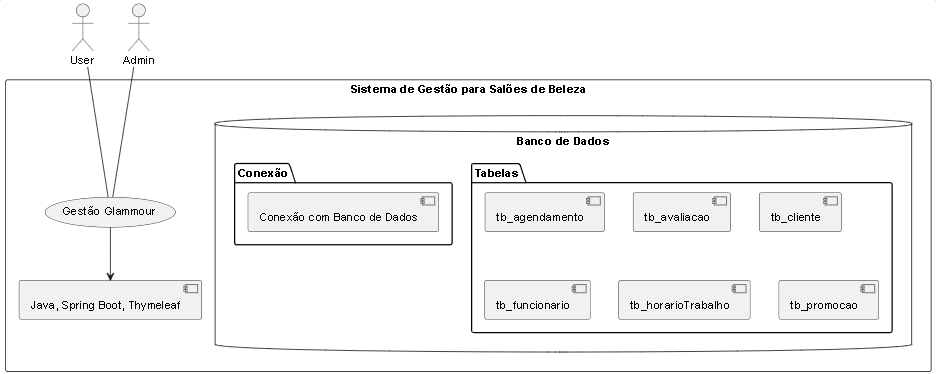 User
Admin
Sistema de Gestão para Salões de Beleza
Banco de Dados
Conexão
Tabelas
Conexão com Banco de Dados
tb_agendamento
tb_avaliacao
tb_cliente
Gestão Glammour
Java, Spring Boot, Thymeleaf
tb_funcionario
tb_horarioTrabalho
tb_promocao